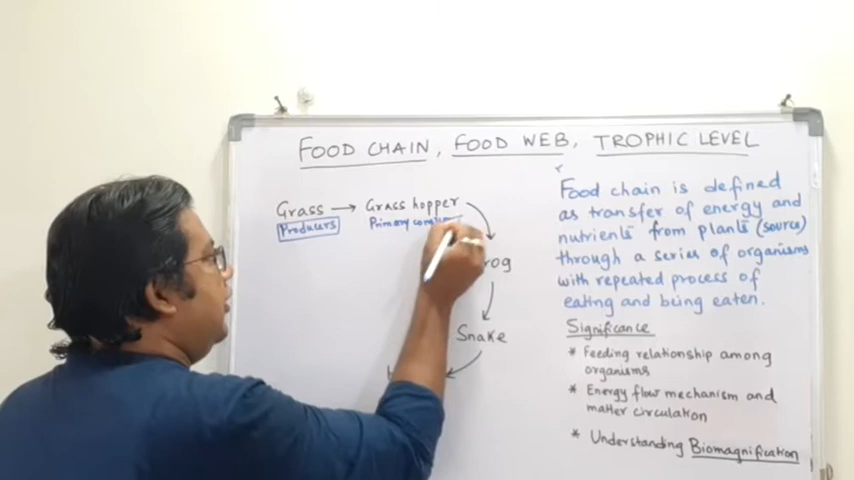 FOOD CHAIN, FOOD WEB, TROPHIC LEVEL
Grass → Grass hopper
Producers Primary
Snake
Food chain is defined
as transfer of energy and
nutrients from plants (source)
through a series of organisms
with repeated process of
eating and being eaten.
Significance
* Feeding relationship among
organisms
* Energy flow mechanism and
matter circulation
* Understanding Biomagnification